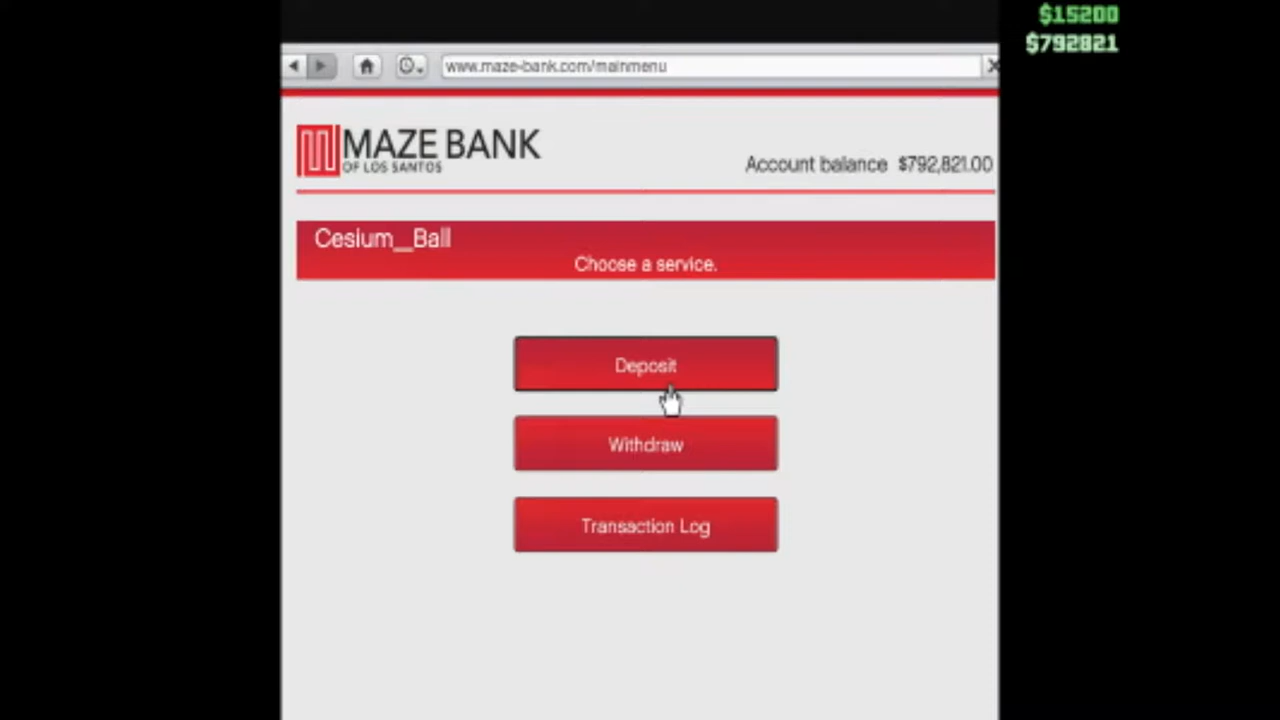 $15200
$792821
www.maze-bank.com/mainmenu
MAZE BANK
OF LOS SANTOS
Account balance $792,821.00
Cesium_Ball
Choose a service.
Deposit
Withdraw
Transaction Log